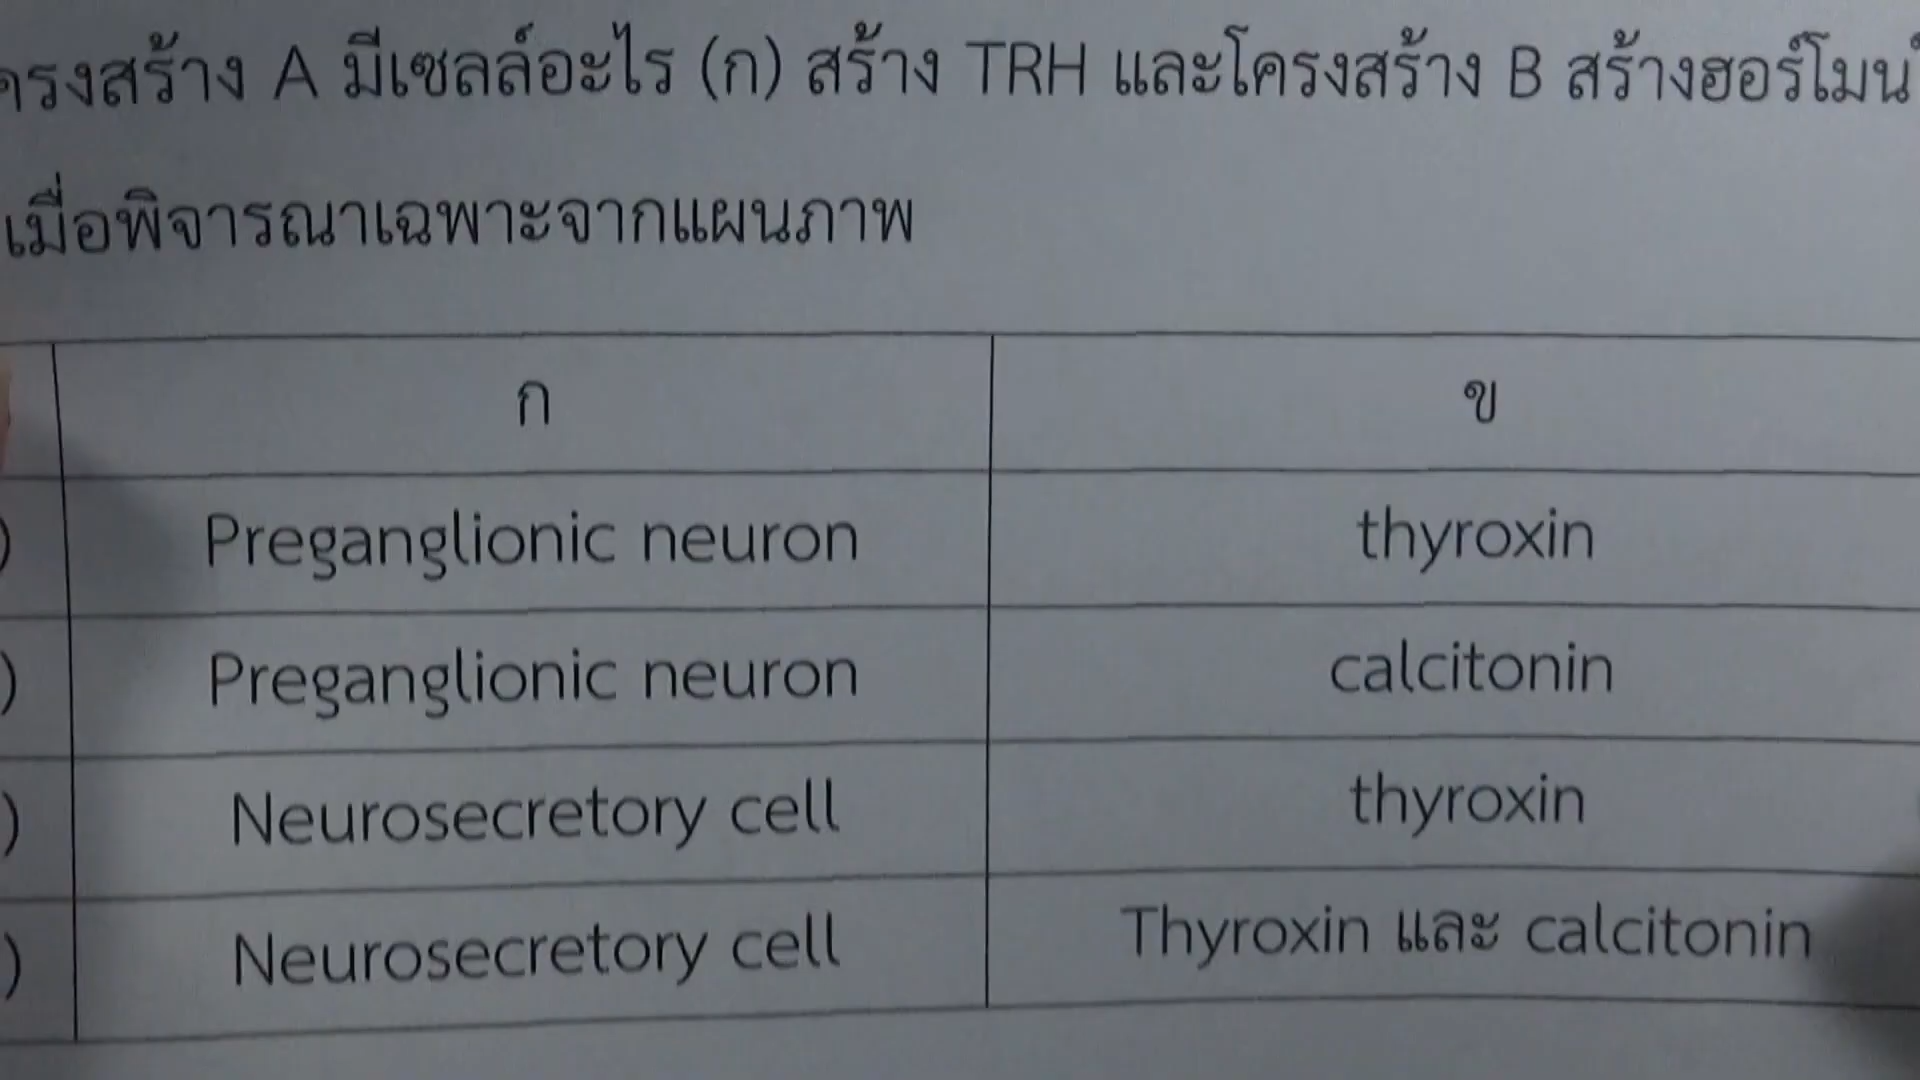 โครงสร้าง A มีเซลล์อะไร (ก) สร้าง TRH และโครงสร้าง B สร้างฮอร์โมน
เมื่อพิจารณาเฉพาะจากแผนภาพ
ก ข
) Preganglionic neuron thyroxin
) Preganglionic neuron calcitonin
) Neurosecretory cell thyroxin
) Neurosecretory cell Thyroxin และ calcitonin